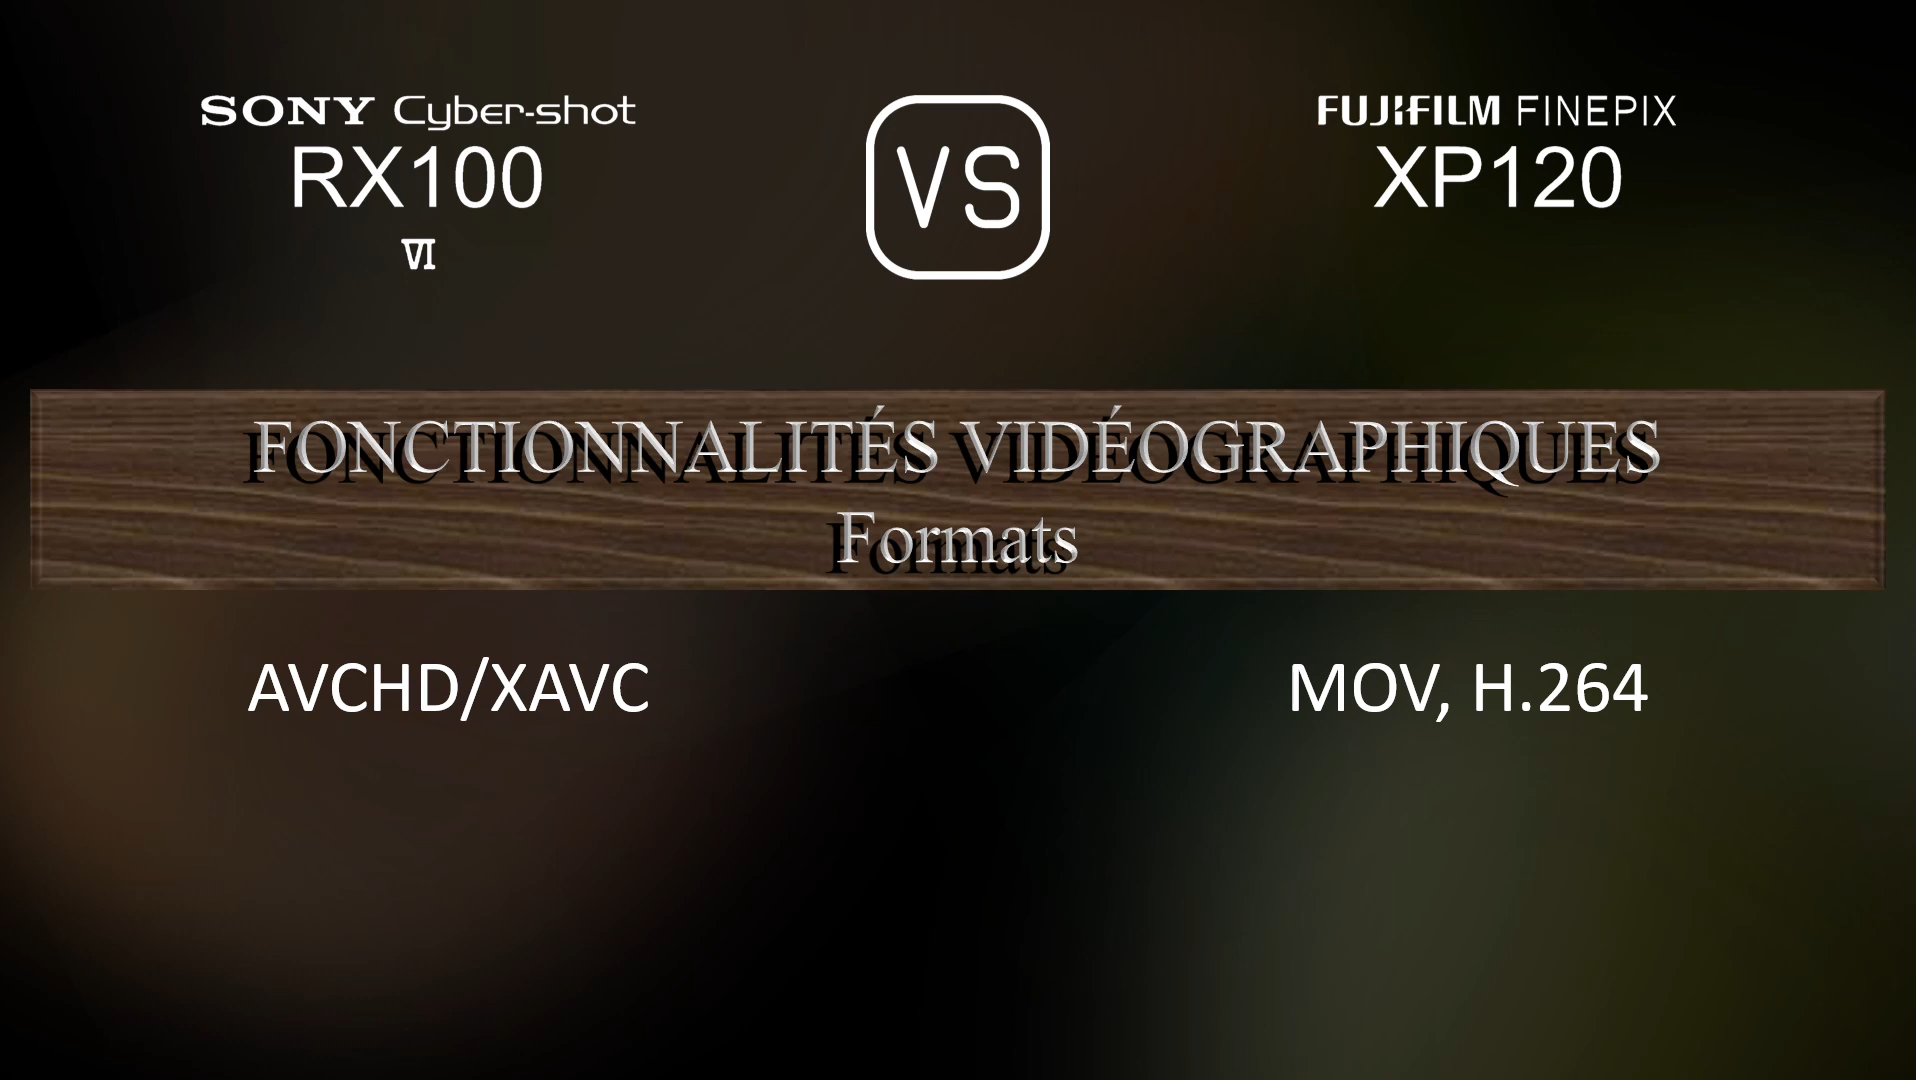 SONY Cyber-shot
RX100
VI
VS
FUJIFILM FINEPIX
XP120
FONCTIONNALITÉS VIDÉOGRAPHIQUES
Formats
AVCHD/XAVC
MOV, H.264